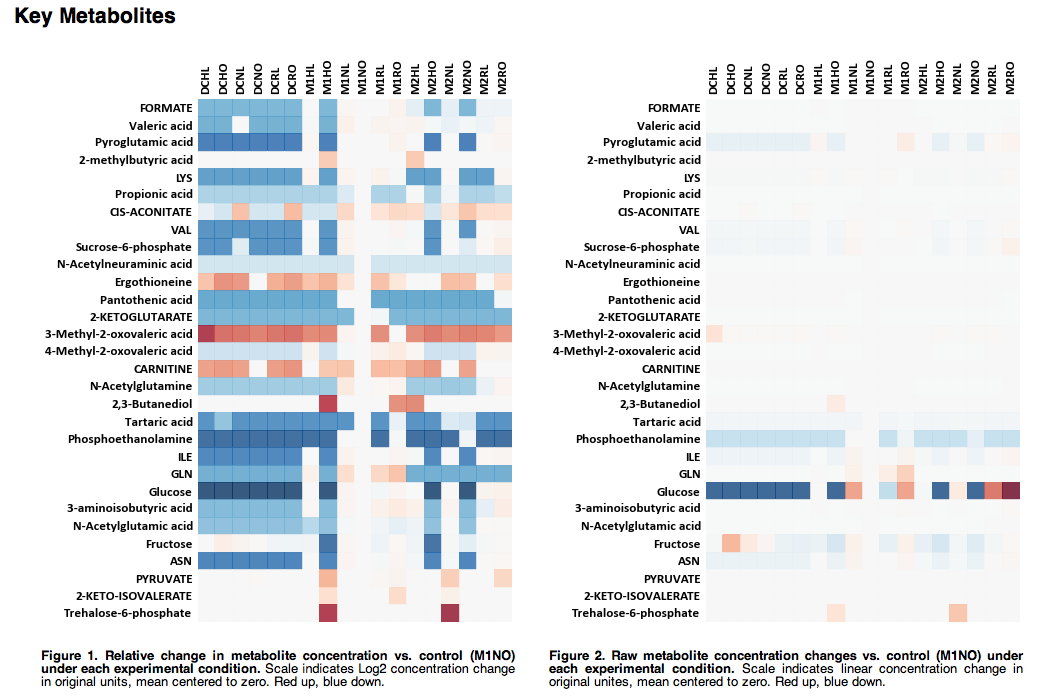 Key Metabolites
DCHL DCHO DCNL DCNO DCRL DCRO M1HL M1HO M1NL M1NO M1RL M1RO M2HL M2HO M2NL M2NO M2RL M2RO
FORMATE
Valeric acid
Pyroglutamic acid
2-methylbutyric acid
LYS
Propionic acid
CIS-ACONITATE
VAL
Sucrose-6-phosphate
N-Acetylneuraminic acid
Ergothioneine
Pantothenic acid
2-KETOGLUTARATE
3-Methyl-2-oxovaleric acid
4-Methyl-2-oxovaleric acid
CARNITINE
N-Acetylglutamine
2,3-Butanediol
Tartaric acid
Phosphoethanolamine
ILE
GLN
Glucose
3-aminoisobutyric acid
N-Acetylglutamic acid
Fructose
ASN
PYRUVATE
2-KETO-ISOVALERATE
Trehalose-6-phosphate
Figure 1. Relative change in metabolite concentration vs. control (M1NO)
under each experimental condition. Scale indicates Log2 concentration change
in original units, mean centered to zero. Red up, blue down.
DCHL DCHO DCNL DCNO DCRL DCRO M1HL M1HO M1NL M1NO M1RL M1RO M2HL M2HO M2NL M2NO M2RL M2RO
FORMATE
Valeric acid
Pyroglutamic acid
2-methylbutyric acid
LYS
Propionic acid
CIS-ACONITATE
VAL
Sucrose-6-phosphate
N-Acetylneuraminic acid
Ergothioneine
Pantothenic acid
2-KETOGLUTARATE
3-Methyl-2-oxovaleric acid
4-Methyl-2-oxovaleric acid
CARNITINE
N-Acetylglutamine
2,3-Butanediol
Tartaric acid
Phosphoethanolamine
ILE
GLN
Glucose
3-aminoisobutyric acid
N-Acetylglutamic acid
Fructose
ASN
PYRUVATE
2-KETO-ISOVALERATE
Trehalose-6-phosphate
Figure 2. Raw metabolite concentration changes vs. control (M1NO) under
each experimental condition. Scale indicates linear concentration change in
original unites, mean centered to zero. Red up, blue down.